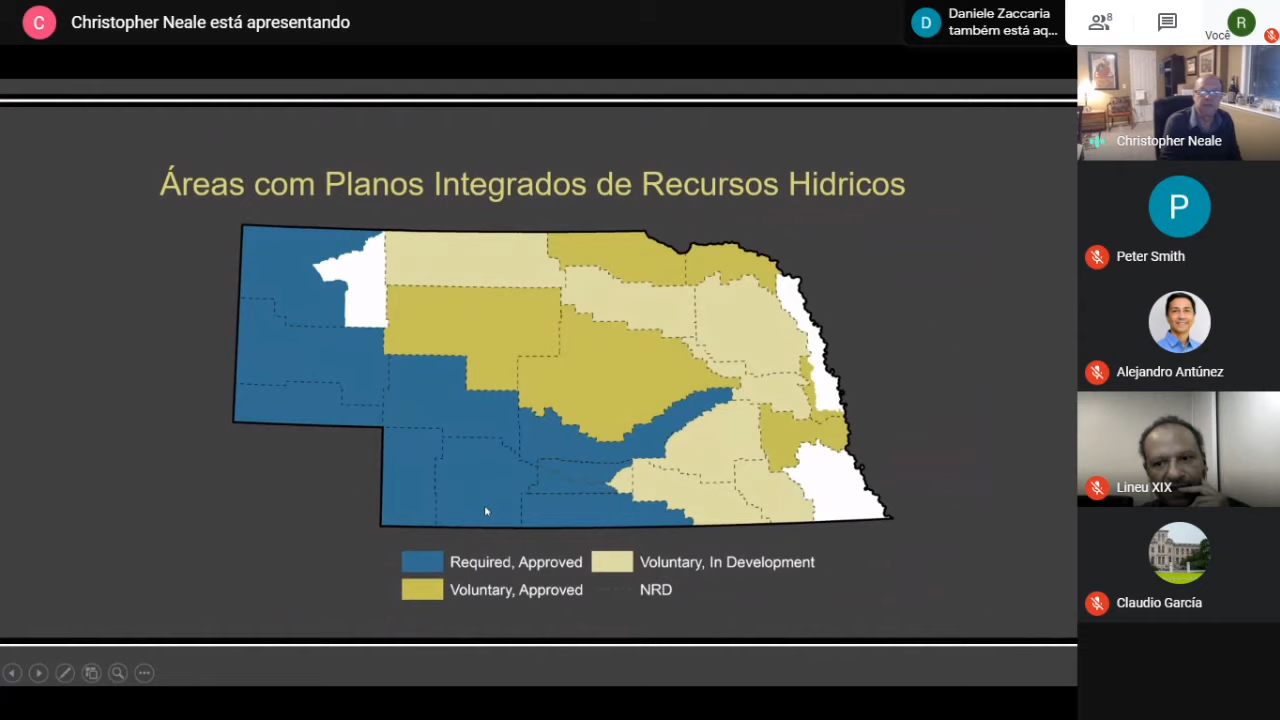 C
Christopher Neale está apresentando
D
Daniele Zaccaria
também está aq...
8
Você
R
Christopher Neale
P
Peter Smith
Alejandro Antúnez
Lineu XIX
Claudio García
Áreas com Planos Integrados de Recursos Hidricos
Required, Approved
Voluntary, In Development
Voluntary, Approved
NRD